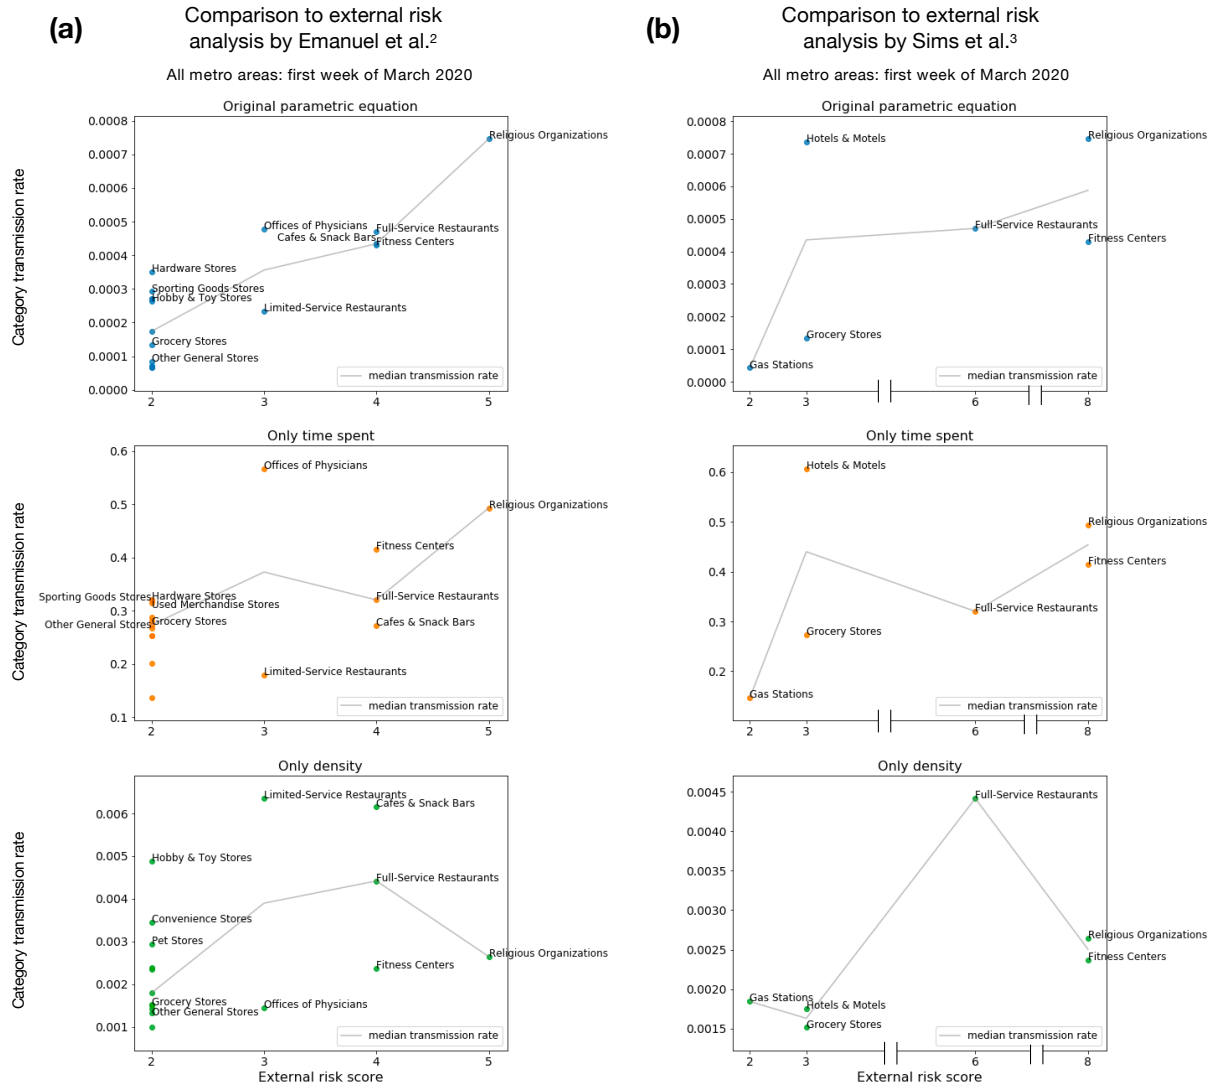 (a)
Comparison to external risk
analysis by Emanuel et al.²
All metro areas: first week of March 2020
Original parametric equation
Category transmission rate
0.0008
0.0007
0.0006
0.0005
0.0004
0.0003
0.0002
0.0001
0.0000
Religious Organizations
Offices of Physicians
Full-Service Restaurants
Cafes & Snack Bars
Fitness Centers
Hardware Stores
Sporting Goods Stores
Hobby & Toy Stores
Limited-Service Restaurants
Grocery Stores
Other General Stores
median transmission rate
2 3 4 5
Only time spent
Category transmission rate
0.6
0.5
0.4
0.3
0.2
0.1
Offices of Physicians
Religious Organizations
Fitness Centers
Sporting Goods Stores
Hardware Stores
Full-Service Restaurants
Used Merchandise Stores
Other General Stores
Grocery Stores
Cafes & Snack Bars
Limited-Service Restaurants
median transmission rate
2 3 4 5
Only density
Category transmission rate
0.006
0.005
0.004
0.003
0.002
0.001
Limited-Service Restaurants
Cafes & Snack Bars
Hobby & Toy Stores
Full-Service Restaurants
Convenience Stores
Pet Stores
Religious Organizations
Fitness Centers
Grocery Stores
Offices of Physicians
Other General Stores
median transmission rate
2 3 4 5
External risk score
(b)
Comparison to external risk
analysis by Sims et al.³
All metro areas: first week of March 2020
Original parametric equation
0.0008
0.0007
0.0006
0.0005
0.0004
0.0003
0.0002
0.0001
0.0000
Religious Organizations
Hotels & Motels
Full-Service Restaurants
Fitness Centers
Grocery Stores
Gas Stations
median transmission rate
2 3 6 8
Only time spent
0.6
0.5
0.4
0.3
0.2
Hotels & Motels
Religious Organizations
Fitness Centers
Full-Service Restaurants
Grocery Stores
Gas Stations
median transmission rate
2 3 6 8
Only density
0.0045
0.0040
0.0035
0.0030
0.0025
0.0020
0.0015
Full-Service Restaurants
Religious Organizations
Fitness Centers
Gas Stations
Hotels & Motels
Grocery Stores
median transmission rate
2 3 6 8
External risk score